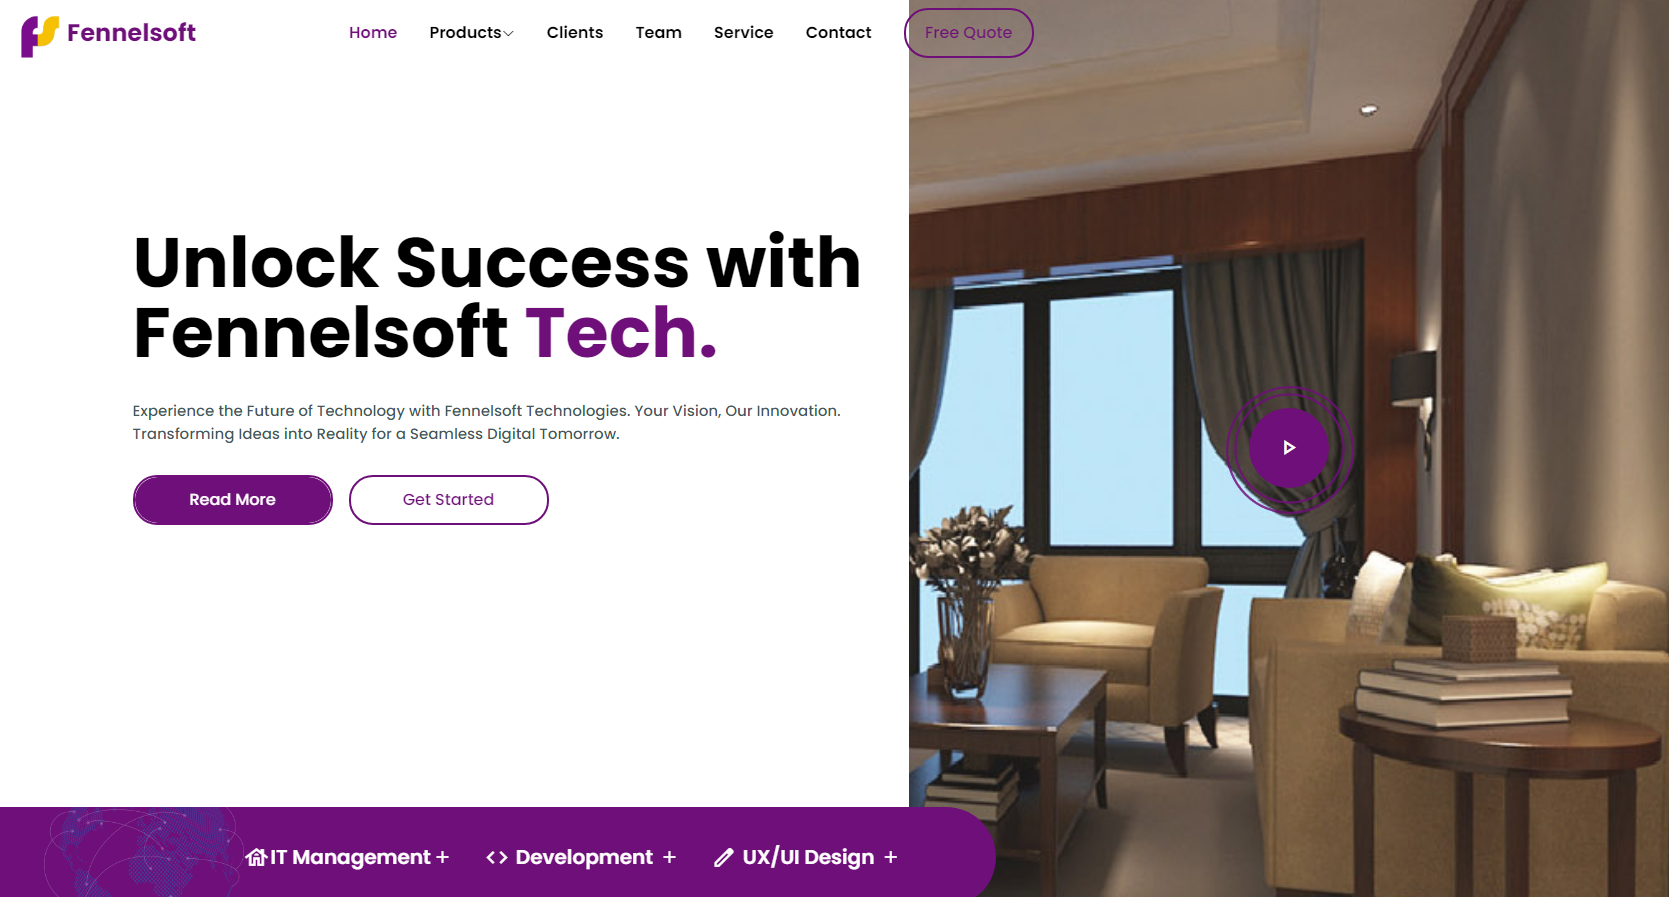 Fennelsoft
Home Products Clients Team Service Contact Free Quote
Unlock Success with
Fennelsoft Tech.
Experience the Future of Technology with Fennelsoft Technologies. Your Vision, Our Innovation.
Transforming Ideas into Reality for a Seamless Digital Tomorrow.
Read More Get Started
IT Management + Development + UX/UI Design +